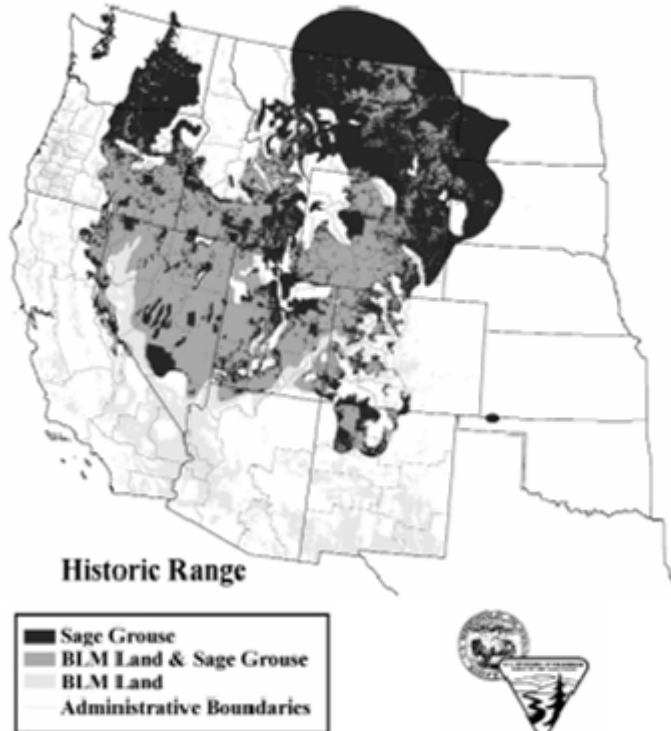 Historic Range
Sage Grouse
BLM Land & Sage Grouse
BLM Land
Administrative Boundaries